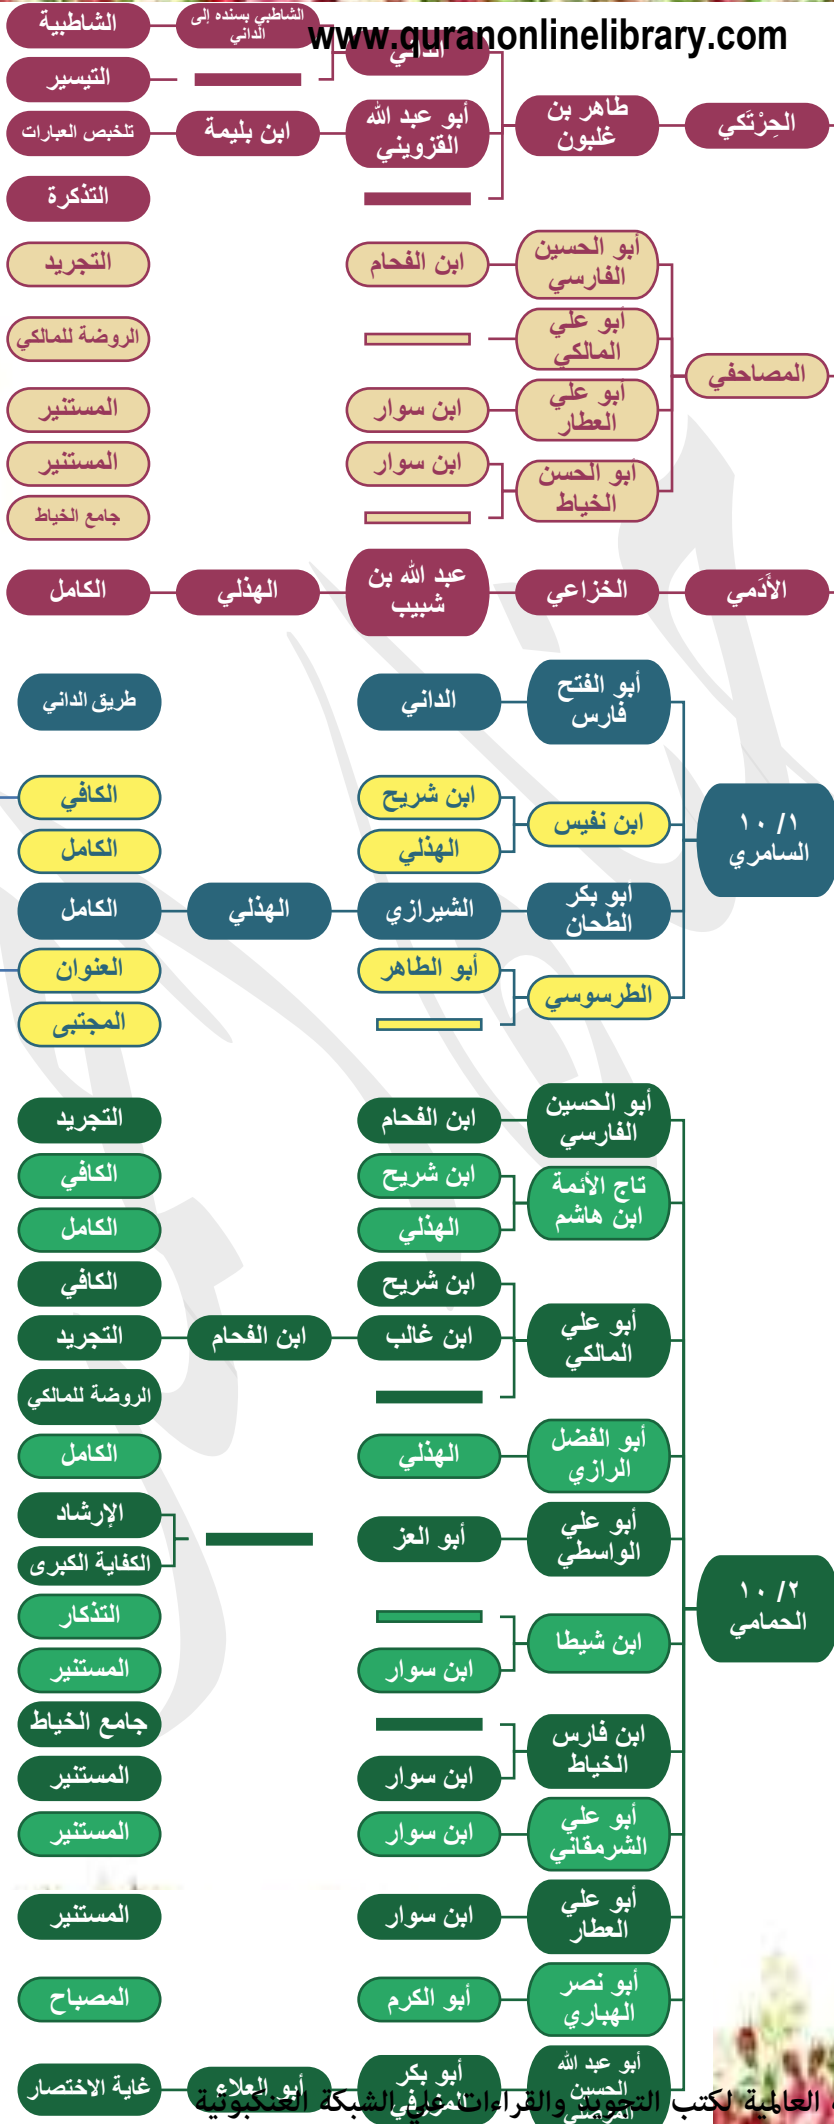 www.quranonlinelibrary.com
الشاطبي بسنده إلى
الداني
الشاطبية
الداني
التيسير
الحِرْتَكي
طاهر بن
غلبون
أبو عبد الله
القزويني
ابن بليمة
تلخيص العبارات
التذكرة
المصاحفي
أبو الحسين
الفارسي
ابن الفحام
التجريد
أبو علي
المالكي
الروضة للمالكي
أبو علي
العطار
ابن سوار
المستنير
أبو الحسن
الخياط
ابن سوار
المستنير
جامع الخياط
الأَدَمي
الخزاعي
عبد الله بن
شبيب
الهذلي
الكامل
١/ ١٠
السامري
أبو الفتح
فارس
الداني
طريق الداني
ابن نفيس
ابن شريح
الكافي
الهذلي
الكامل
أبو بكر
الطحان
الشيرازي
الهذلي
الكامل
الطرسوسي
أبو الطاهر
العنوان
المجتبى
٢/ ١٠
الحمامي
أبو الحسين
الفارسي
ابن الفحام
التجريد
تاج الأئمة
ابن هاشم
ابن شريح
الكافي
الهذلي
الكامل
أبو علي
المالكي
ابن شريح
الكافي
ابن غالب
ابن الفحام
التجريد
الروضة للمالكي
أبو الفضل
الرازي
الهذلي
الكامل
أبو علي
الواسطي
أبو العز
الإرشاد
الكفاية الكبرى
ابن شيطا
التذكار
ابن سوار
المستنير
ابن فارس
الخياط
جامع الخياط
ابن سوار
المستنير
أبو علي
الشرمقاني
ابن سوار
المستنير
أبو علي
العطار
ابن سوار
المستنير
أبو نصر
الهباري
أبو الكرم
المصباح
أبو عبد الله
الحسين
أبو بكر
المزرفي
أبو العلاء
غاية الاختصار
العالمية لكتب التجويد والقراءات على الشبكة العنكبوتية